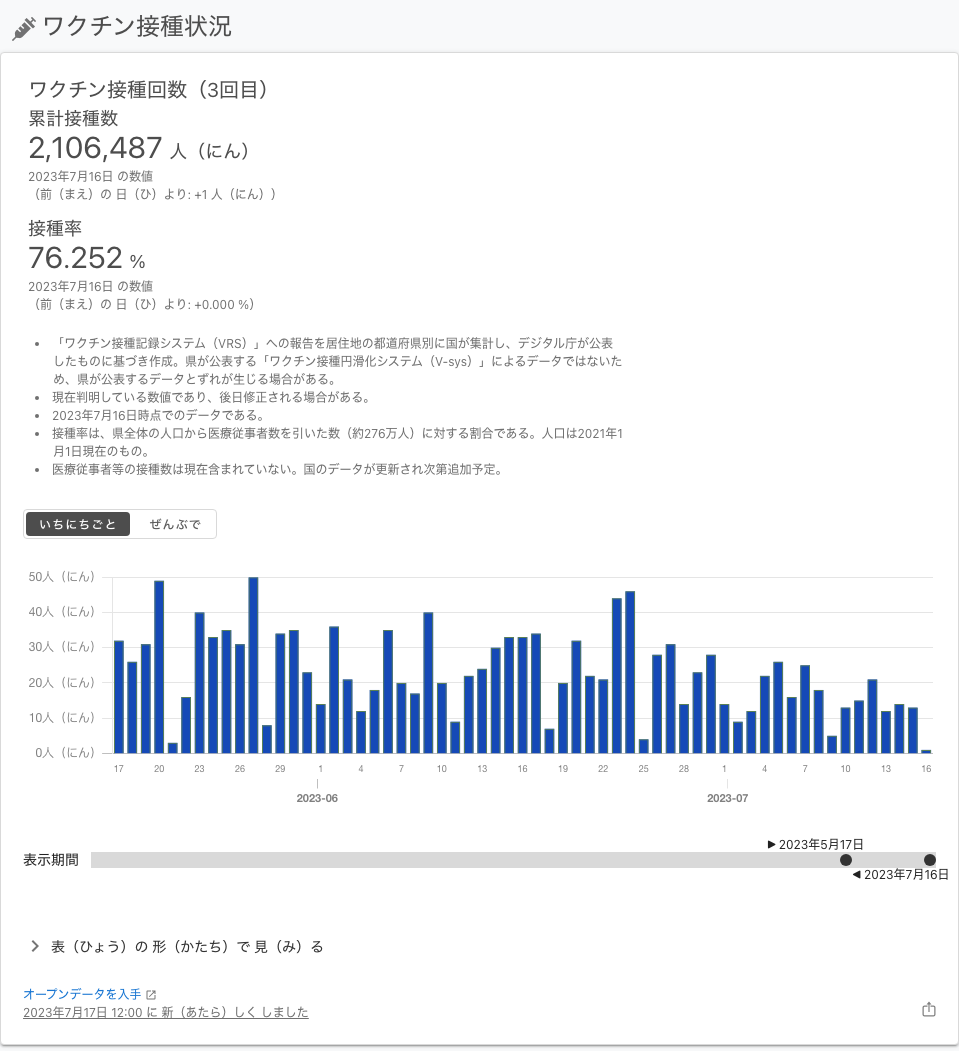 ワクチン接種状況
ワクチン接種回数（3回目）
累計接種数
2,106,487 人（にん）
2023年7月16日 の数値
（前（まえ）の 日（ひ）より: +1 人（にん））
接種率
76.252 %
2023年7月16日 の数値
（前（まえ）の 日（ひ）より: +0.000 %）
• 「ワクチン接種記録システム（VRS）」への報告を居住地の都道府県別に国が集計し、デジタル庁が公表
したものに基づき作成。県が公表する「ワクチン接種円滑化システム（V-sys）」によるデータではないた
め、県が公表するデータとずれが生じる場合がある。
• 現在判明している数値であり、後日修正される場合がある。
• 2023年7月16日時点でのデータである。
• 接種率は、県全体の人口から医療従事者数を引いた数（約276万人）に対する割合である。人口は2021年1
月1日現在のもの。
• 医療従事者等の接種数は現在含まれていない。国のデータが更新され次第追加予定。
いちにちごと ぜんぶで
50人（にん）
40人（にん）
30人（にん）
20人（にん）
10人（にん）
0人（にん）
17 20 23 26 29 1 4 7 10 13 16 19 22 25 28 1 4 7 10 13 16
2023-06 2023-07
▶ 2023年5月17日
表示期間
◀ 2023年7月16日
表（ひょう）の 形（かたち）で 見（み）る
オープンデータを入手
2023年7月17日 12:00 に 新（あたら）しく しました